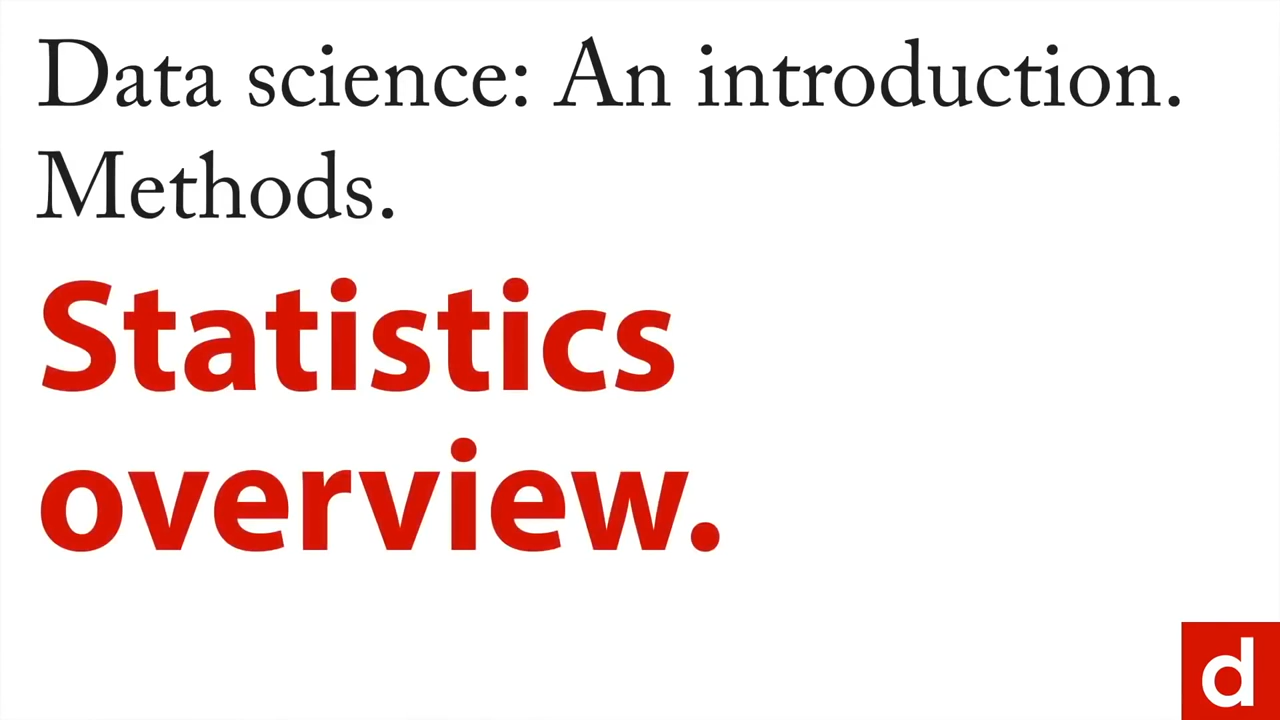 Data science: An introduction.
Methods.
Statistics
overview.
d